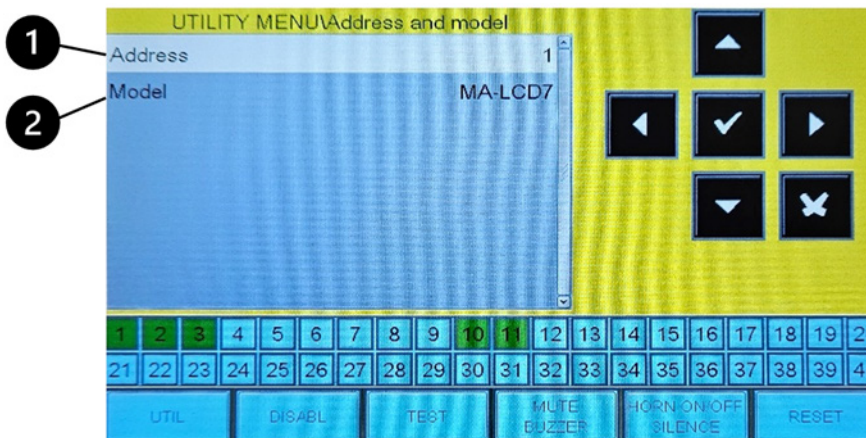 UTILITY MENU\Address and model
1
Address 1
2
Model MA-LCD7
1 2 3 4 5 6 7 8 9 10 11 12 13 14 15 16 17 18 19
21 22 23 24 25 26 27 28 29 30 31 32 33 34 35 36 37 38 39
UTIL DISABL TEST MUTE BUZZER HORN ON/OFF SILENCE RESET